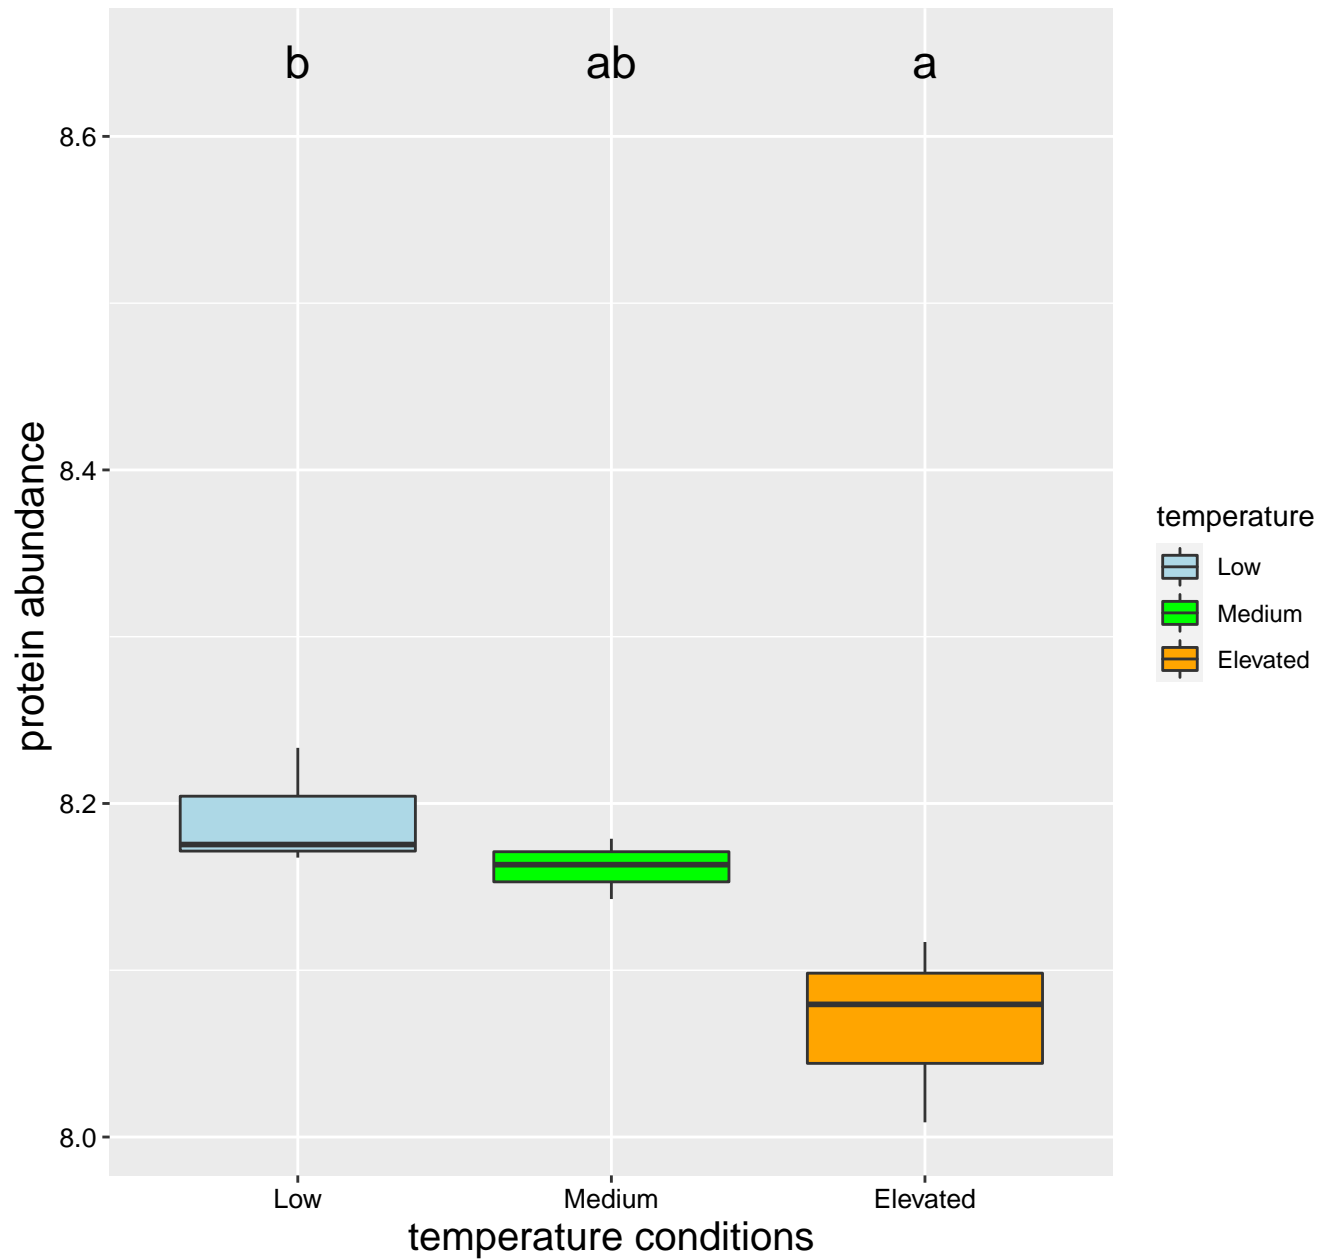 b ab a
8.6
8.4
8.2
8.0
protein abundance
Low Medium Elevated
temperature conditions
temperature
Low
Medium
Elevated